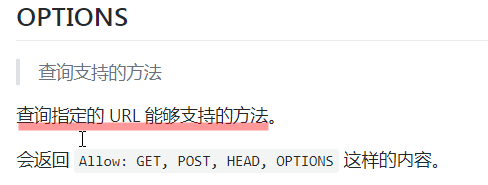 OPTIONS
查询支持的方法
查询指定的 URL 能够支持的方法。
会返回 Allow: GET, POST, HEAD, OPTIONS 这样的内容。